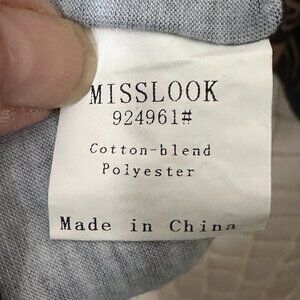 MISSLOOK
924961#
Cotton-blend
Polyester
Made in China